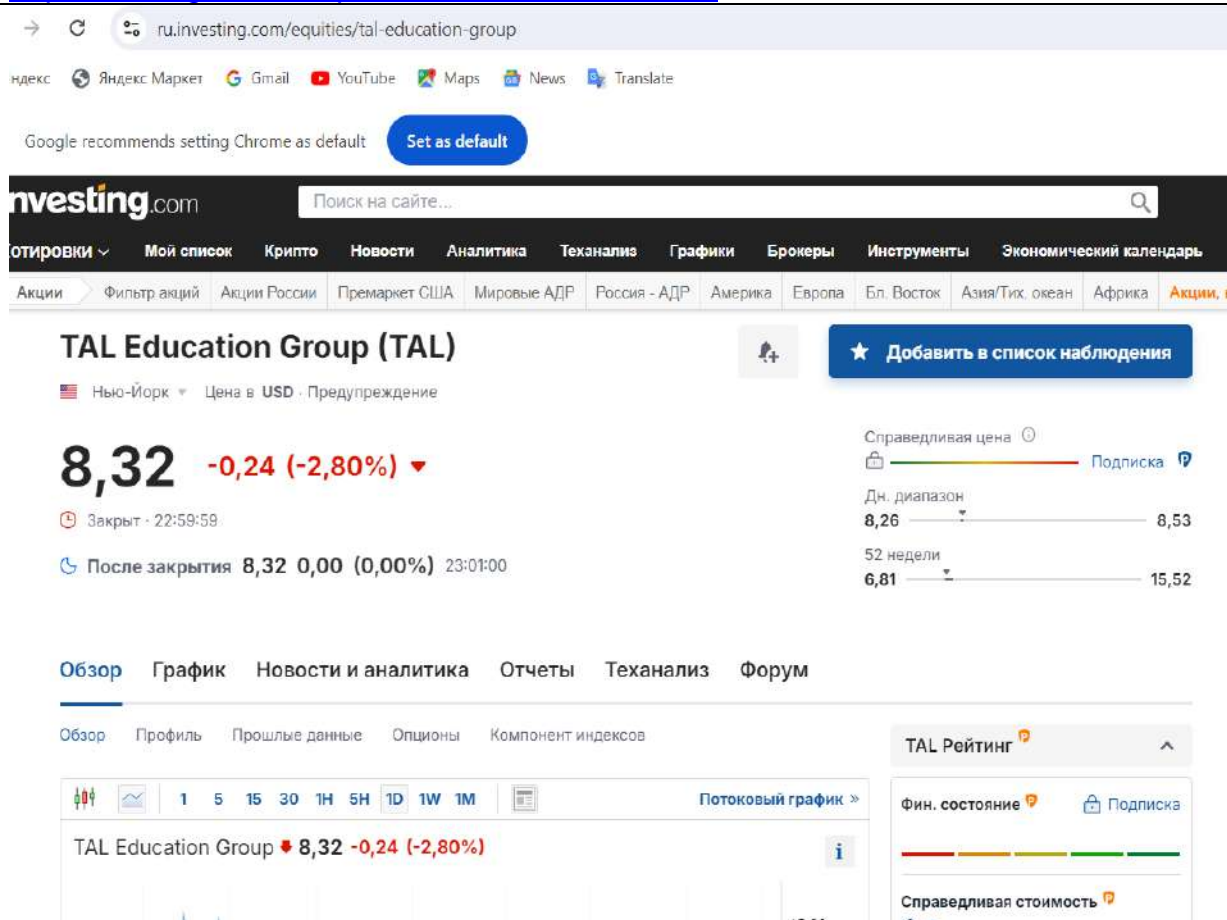 ru.investing.com/equities/tal-education-group
ндекс Яндекс Маркет Gmail YouTube Maps News Translate
Google recommends setting Chrome as default Set as default
nvesting.com Поиск на сайте...
отировки Мой список Крипто Новости Аналитика Теханализ Графики Брокеры Инструменты Экономический календарь
Акции Фильтр акций Акции России Премаркет США Мировые АДР Россия - АДР Америка Европа Бл. Восток Азия/Тих. океан Африка Акции,
TAL Education Group (TAL) Добавить в список наблюдения
Нью-Йорк Цена в USD · Предупреждение
Справедливая цена
8,32 -0,24 (-2,80%) Подписка
Дн. диапазон
Закрыт · 22:59:59 8,26 8,53
52 недели
После закрытия 8,32 0,00 (0,00%) 23:01:00
6,81 15,52
Обзор График Новости и аналитика Отчеты Теханализ Форум
Обзор Профиль Прошлые данные Опционы Компонент индексов
TAL Рейтинг
1 5 15 30 1H 5H 1D 1W 1M Потоковый график »
Фин. состояние Подписка
TAL Education Group 8,32 -0,24 (-2,80%) i
Справедливая стоимость